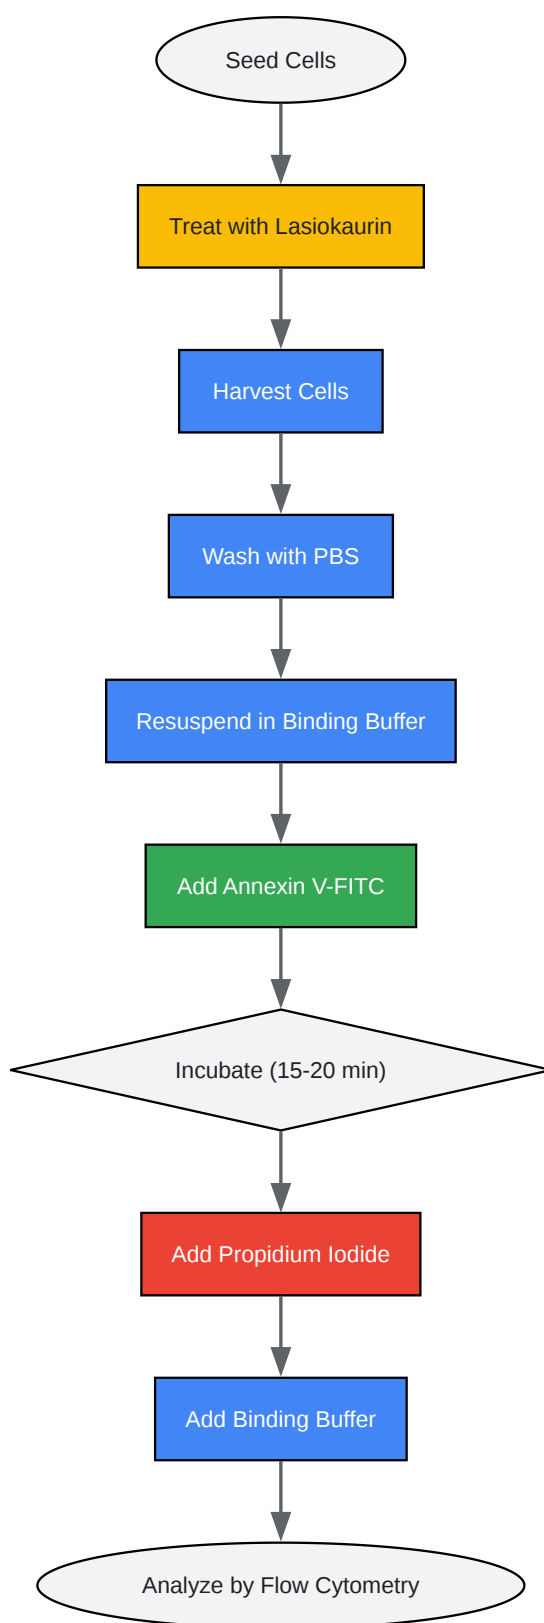 Seed Cells
Treat with Lasiokaurin
Harvest Cells
Wash with PBS
Resuspend in Binding Buffer
Add Annexin V-FITC
Incubate (15-20 min)
Add Propidium Iodide
Add Binding Buffer
Analyze by Flow Cytometry